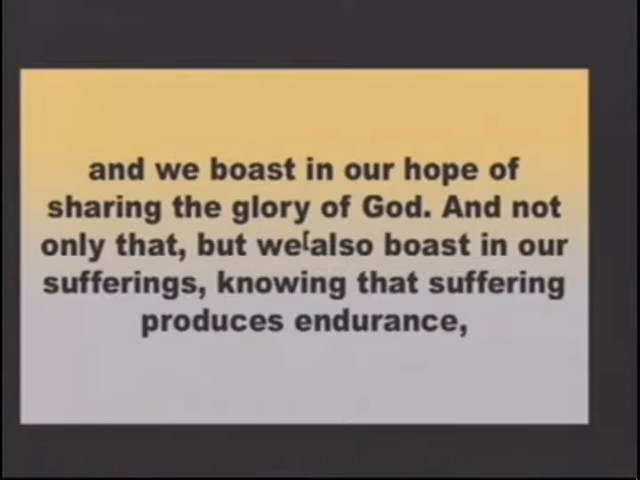 and we boast in our hope of
sharing the glory of God. And not
only that, but we[also boast in our
sufferings, knowing that suffering
produces endurance,